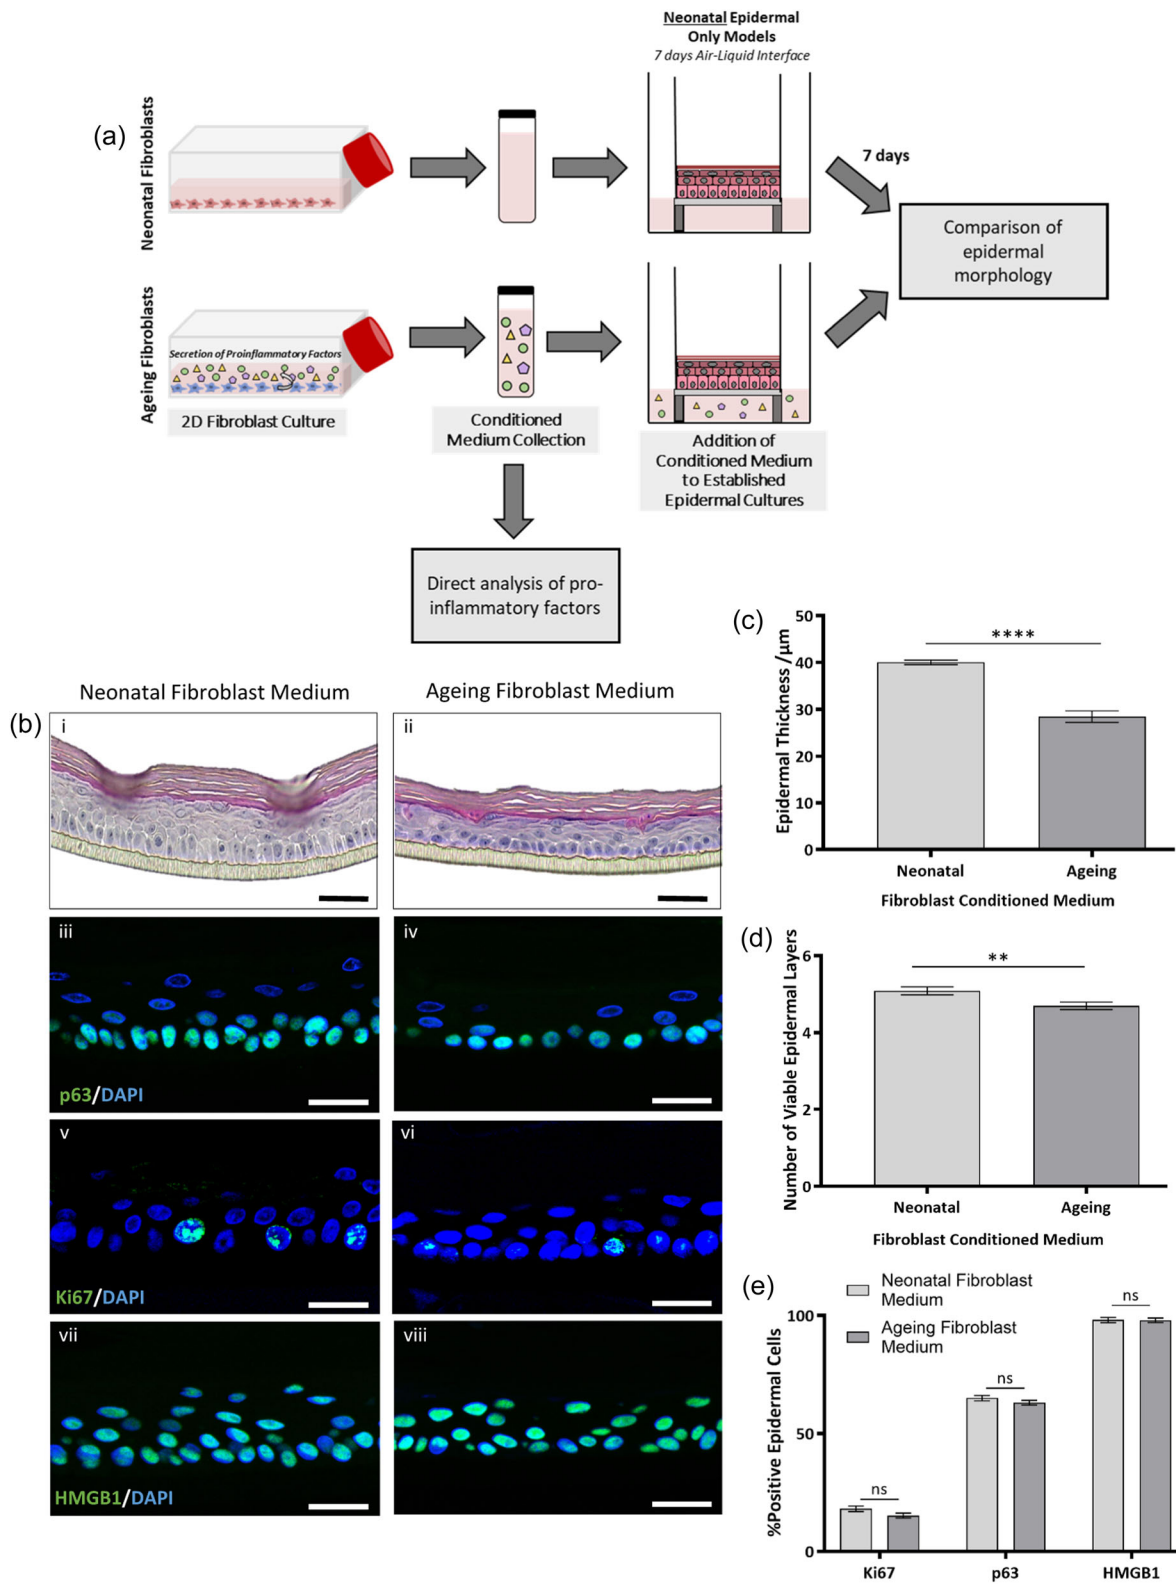 (a)
Neonatal Fibroblasts
Neonatal Epidermal
Only Models
7 days Air-Liquid Interface
7 days
Comparison of
epidermal
morphology
Ageing Fibroblasts
Secretion of Proinflammatory Factors
2D Fibroblast Culture
Conditioned
Medium Collection
Addition of
Conditioned Medium
to Established
Epidermal Cultures
Direct analysis of pro-
inflammatory factors
(b)
Neonatal Fibroblast Medium
Ageing Fibroblast Medium
i
ii
iii
p63/DAPI
iv
v
Ki67/DAPI
vi
vii
HMGB1/DAPI
viii
(c)
Epidermal Thickness /µm
50
40
30
20
10
0
****
Neonatal
Ageing
Fibroblast Conditioned Medium
(d)
Number of Viable Epidermal Layers
6
4
2
0
**
Neonatal
Ageing
Fibroblast Conditioned Medium
(e)
Neonatal Fibroblast
Medium
Ageing Fibroblast
Medium
%Positive Epidermal Cells
100
50
0
ns
ns
ns
Ki67
p63
HMGB1